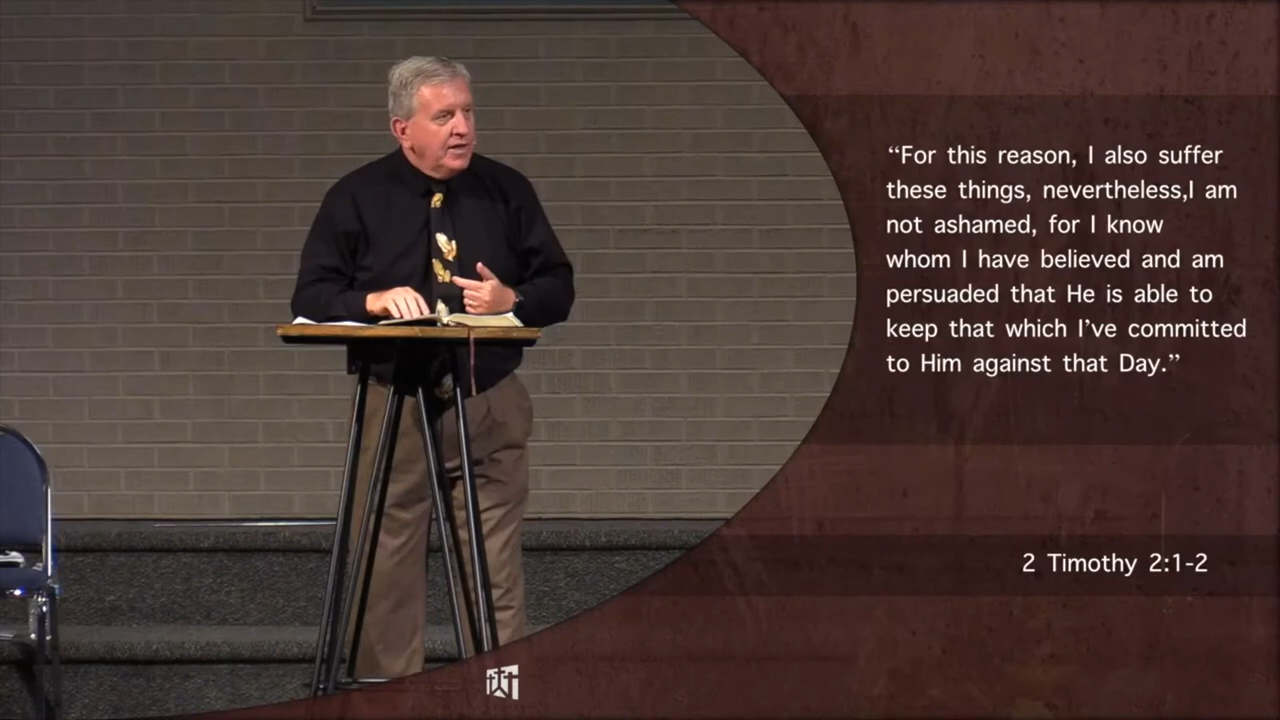 “For this reason, I also suffer
these things, nevertheless,I am
not ashamed, for I know
whom I have believed and am
persuaded that He is able to
keep that which I’ve committed
to Him against that Day.”
2 Timothy 2:1-2